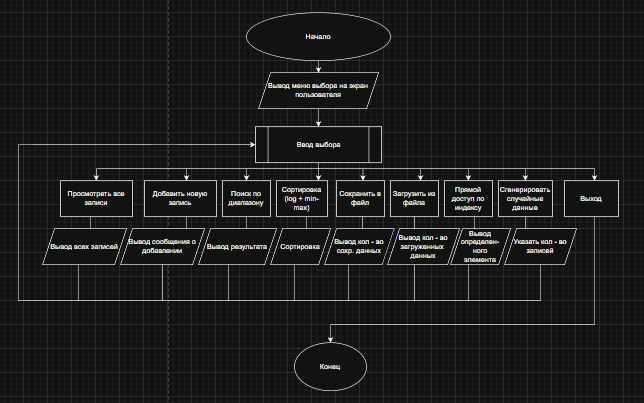 Начало
Вывод меню выбора на экран
пользователя
Ввод выбора
Просмотреть все
записи
Добавить новую
запись
Поиск по
диапазону
Сортировка
(log + min-
max)
Сохранить в
файл
Загрузить из
файла
Прямой
доступ по
индексу
Сгенерировать
случайные
данные
Выход
Вывод всех записей
Вывод сообщения о
добавлении
Вывод результата
Сортировка
Вывод кол - во
сохр. данных
Вывод кол - во
загруженных
данных
Вывод
определен-
ного
элемента
Указать кол - во
записей
Конец